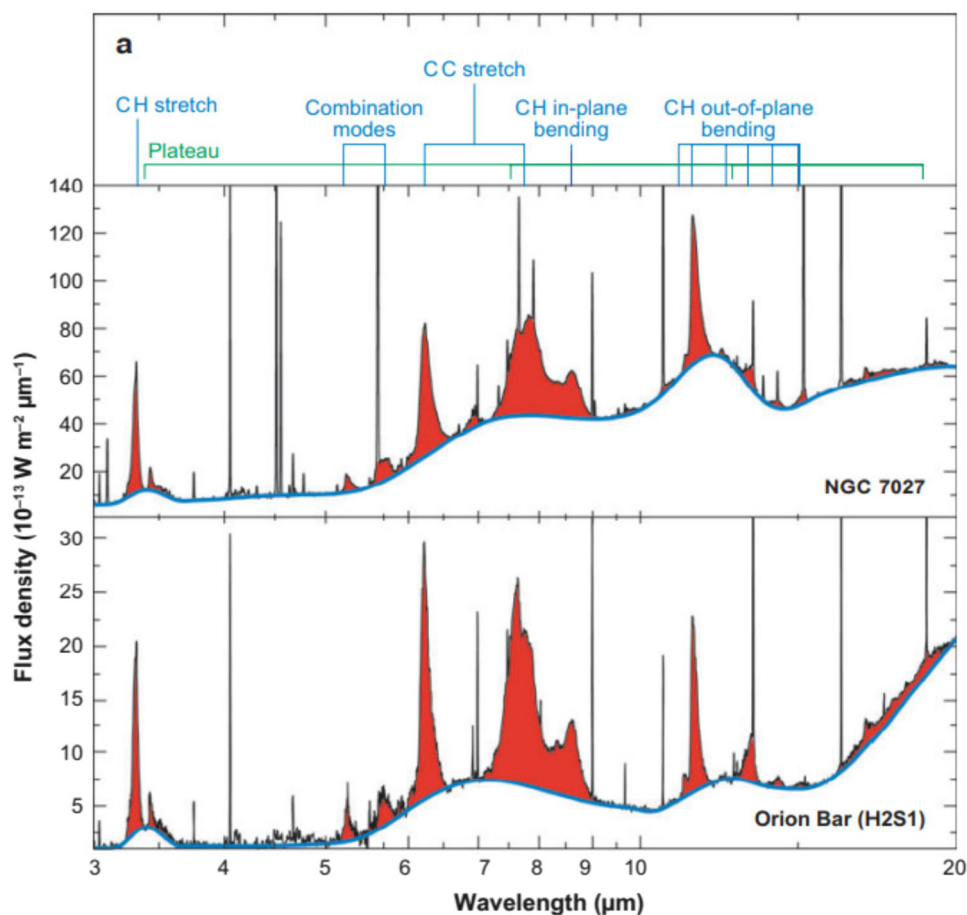 a
CC stretch
CH stretch
Combination
modes
CH in-plane
bending
CH out-of-plane
bending
Plateau
140
120
100
80
60
40
20
NGC 7027
30
25
20
15
10
5
Orion Bar (H2S1)
Flux density (10⁻¹³ W m⁻² μm⁻¹)
3 4 5 6 7 8 9 10 20
Wavelength (μm)